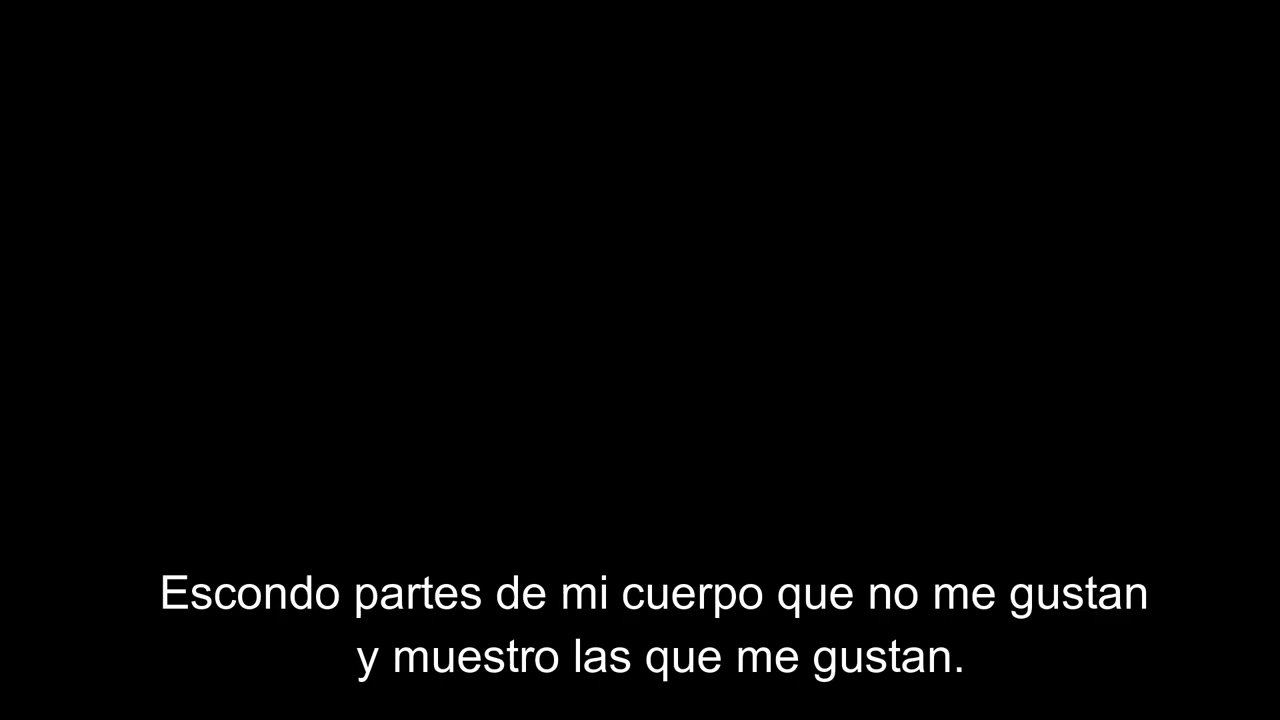 Escondo partes de mi cuerpo que no me gustan
y muestro las que me gustan.